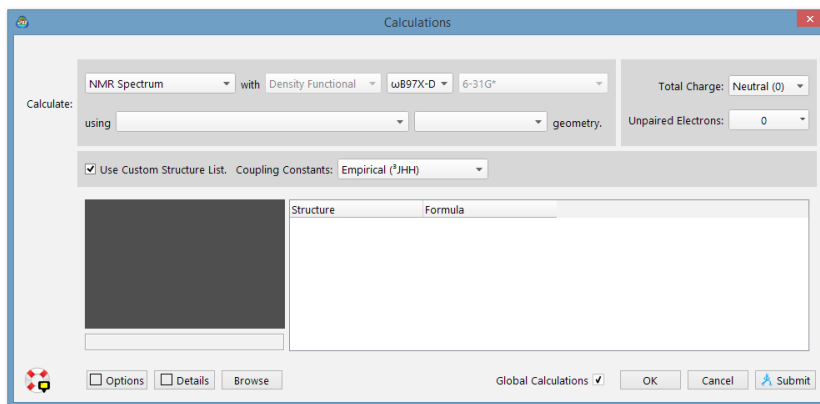 Calculations
NMR Spectrum with Density Functional ωB97X-D 6-31G* Total Charge: Neutral (0)
Calculate:
using geometry. Unpaired Electrons: 0
Use Custom Structure List. Coupling Constants: Empirical (³JHH)
Structure Formula
Options Details Browse Global Calculations OK Cancel Submit